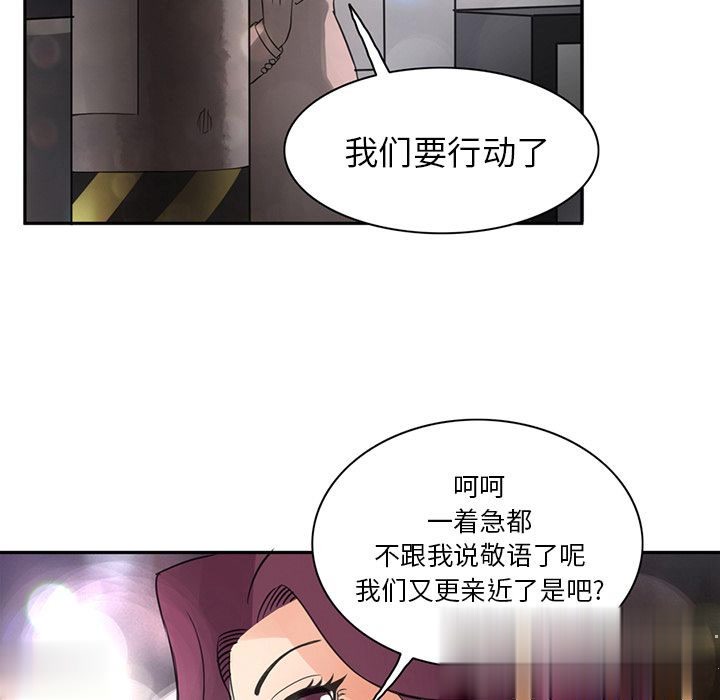 我们要行动了
呵呵
一着急都
不跟我说敬语了呢
我们又更亲近了是吧?